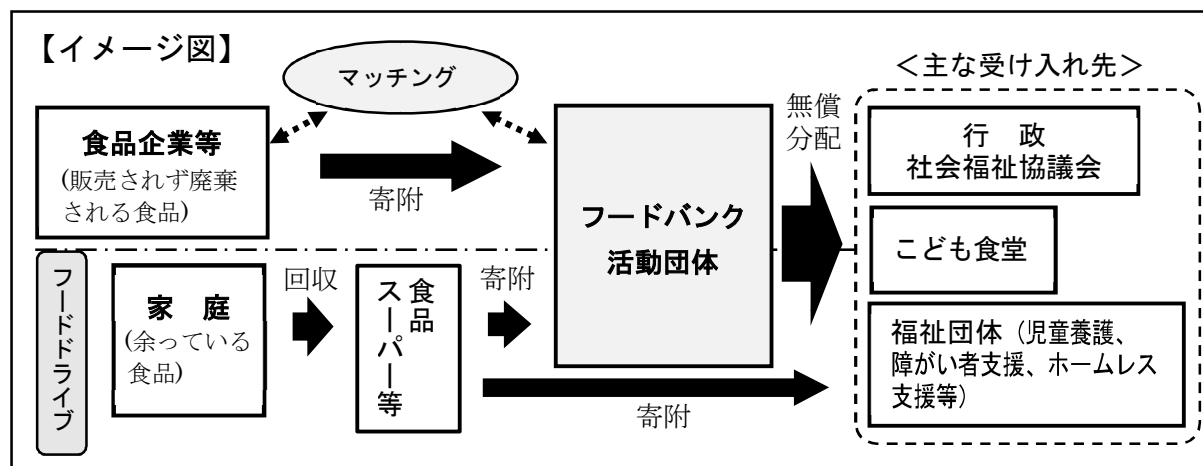 【イメージ図】
マッチング
食品企業等
(販売されず廃棄
される食品)
寄附
フードバンク
活動団体
無償
分配
＜主な受け入れ先＞
行　政
社会福祉協議会
こども食堂
福祉団体（児童養護、
障がい者支援、ホームレス
支援等）
フードドライブ
家　庭
(余っている
食品)
回収
食品
スーパー等
寄附
寄附